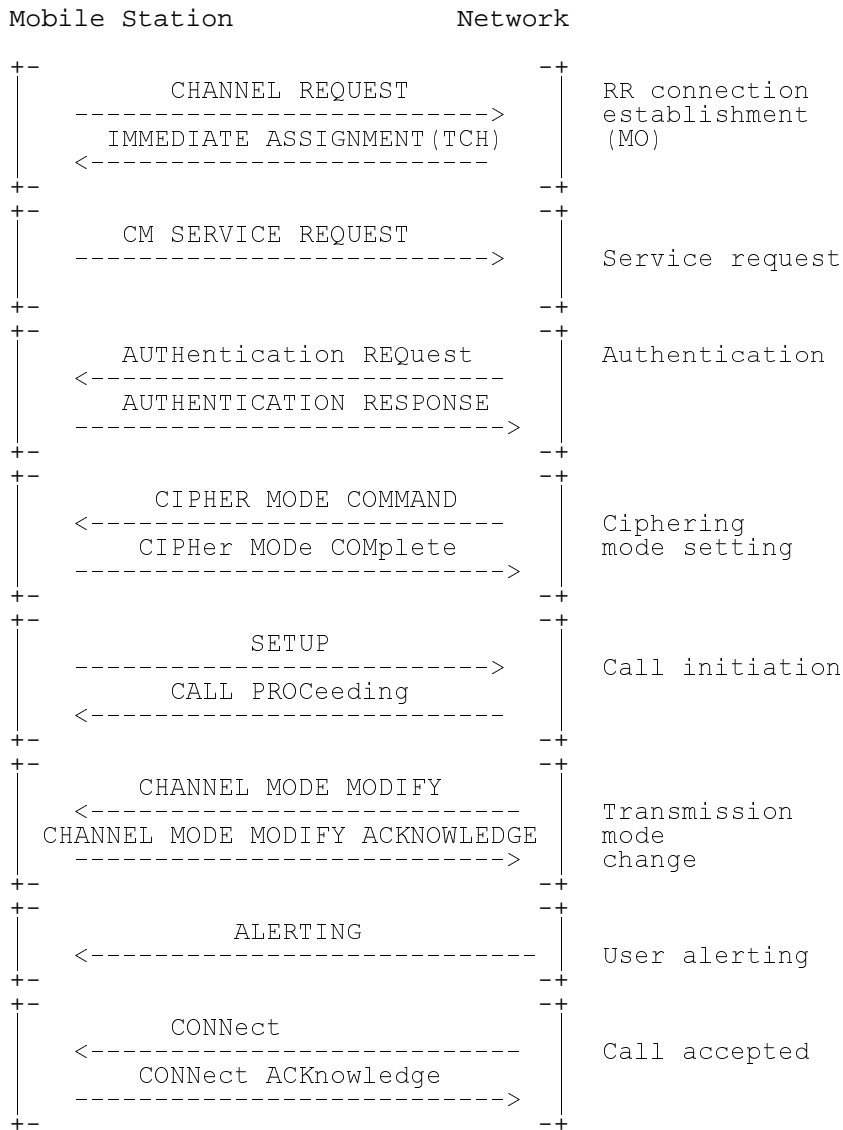 Mobile Station Network
CHANNEL REQUEST RR connection
establishment
IMMEDIATE ASSIGNMENT(TCH) (MO)
CM SERVICE REQUEST
Service request
AUTHentication REQuest Authentication
AUTHENTICATION RESPONSE
CIPHER MODE COMMAND
Ciphering
CIPHer MODe COMplete mode setting
SETUP
Call initiation
CALL PROCeeding
CHANNEL MODE MODIFY
Transmission
CHANNEL MODE MODIFY ACKNOWLEDGE mode
change
ALERTING
User alerting
CONNect
Call accepted
CONNect ACKnowledge